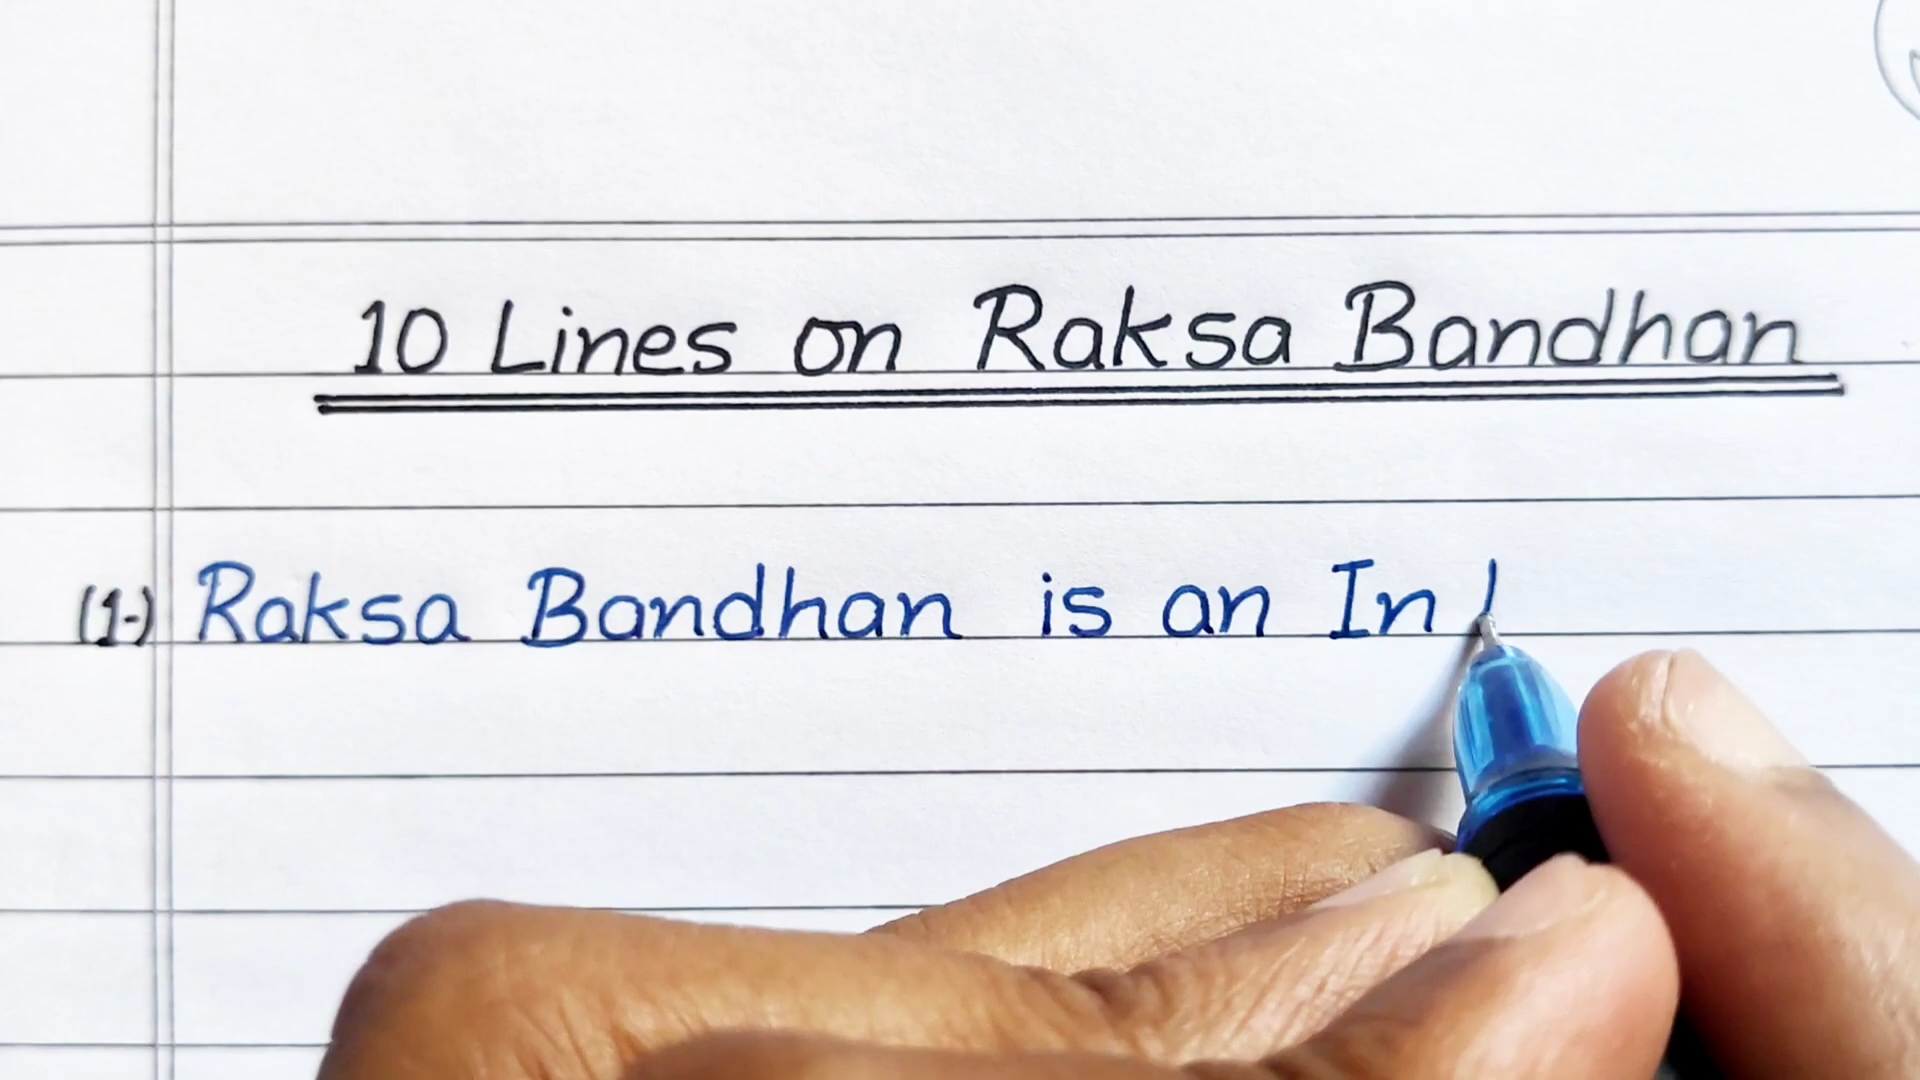 10 Lines on Raksa Bandhan
(1-) Raksa Bandhan is an In